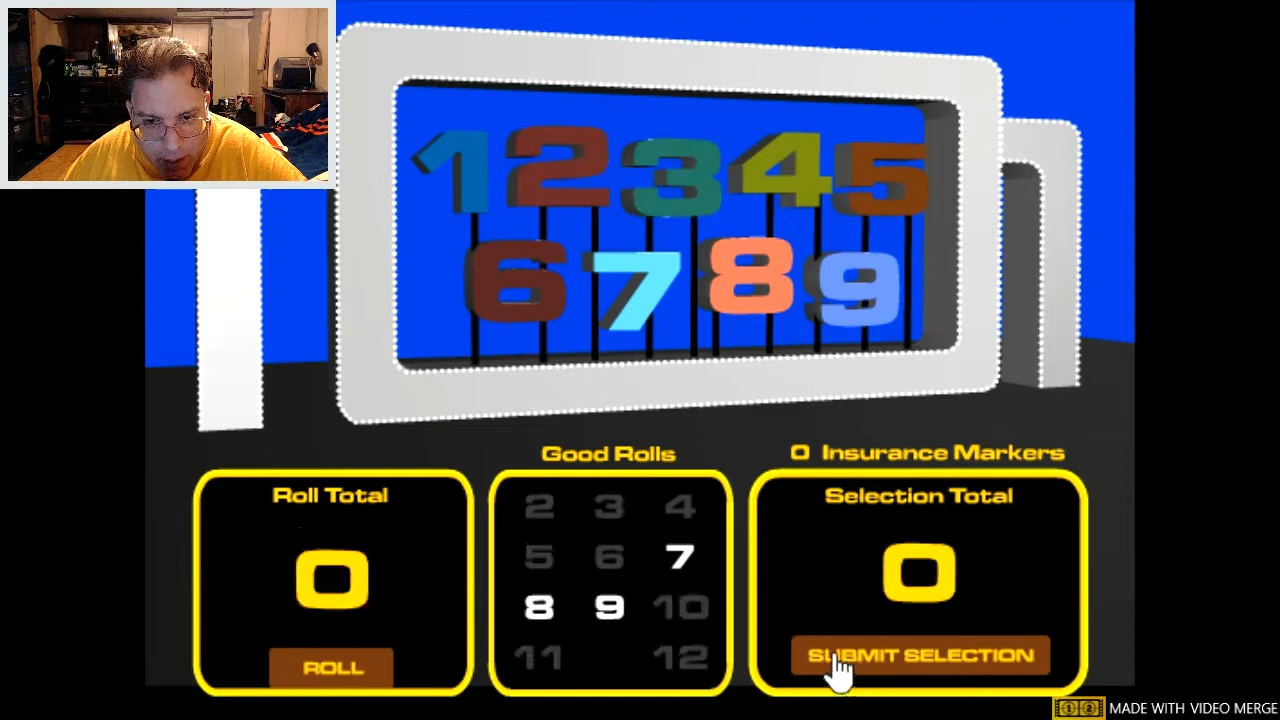 1 2 3 4 5
6 7 8 9
Good Rolls
0 Insurance Markers
Roll Total
0
ROLL
2 3 4
5 6 7
8 9 10
11 12
Selection Total
0
SUBMIT SELECTION
MADE WITH VIDEO MERGE